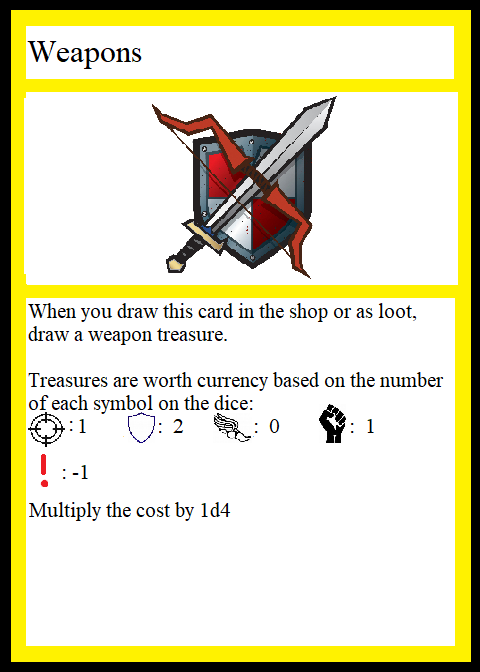 Weapons
When you draw this card in the shop or as loot,
draw a weapon treasure.
Treasures are worth currency based on the number
of each symbol on the dice:
: 1 : 2 : 0 : 1
: -1
Multiply the cost by 1d4